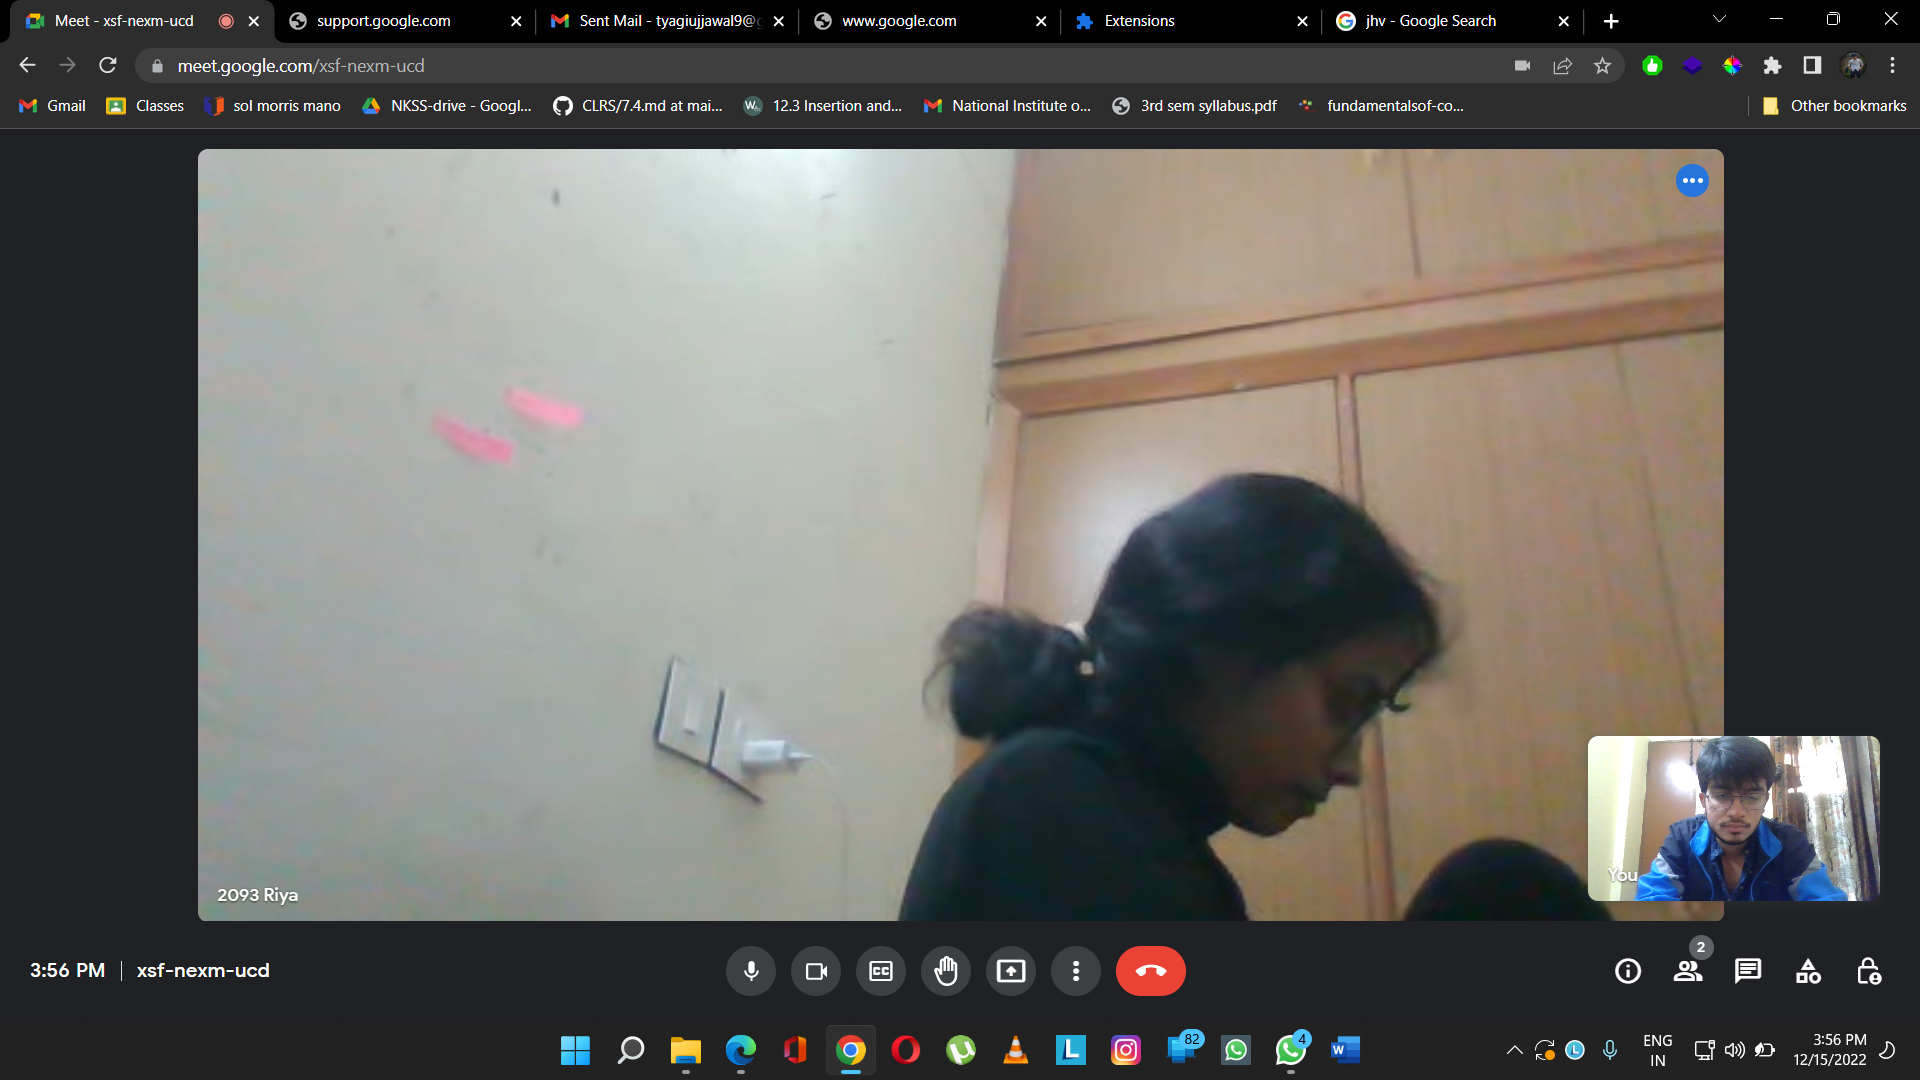 Meet - xsf-nexm-ucd
support.google.com
Sent Mail - tyagiujjawal9@g
www.google.com
Extensions
jhv - Google Search
meet.google.com/xsf-nexm-ucd
Gmail
Classes
sol morris mano
NKSS-drive - Googl...
CLRS/7.4.md at mai...
12.3 Insertion and...
National Institute o...
3rd sem syllabus.pdf
fundamentalsof-co...
Other bookmarks
You
2093 Riya
3:56 PM | xsf-nexm-ucd
CC
2
82
4
ENG
IN
3:56 PM
12/15/2022